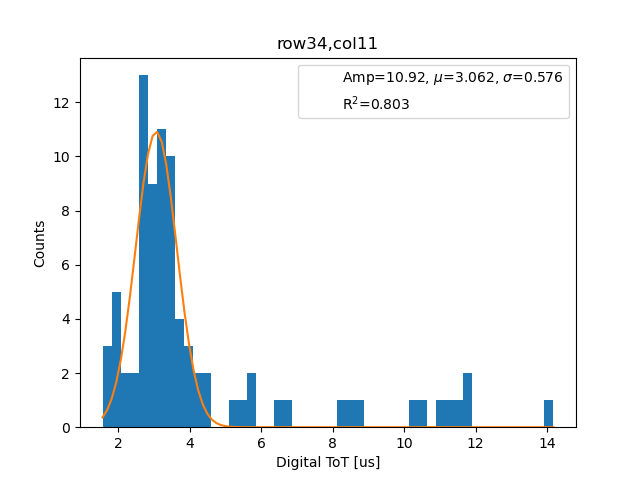 row34,col11
Amp=10.92, μ=3.062, σ=0.576
R²=0.803
Counts
12
10
8
6
4
2
0
2 4 6 8 10 12 14
Digital ToT [us]